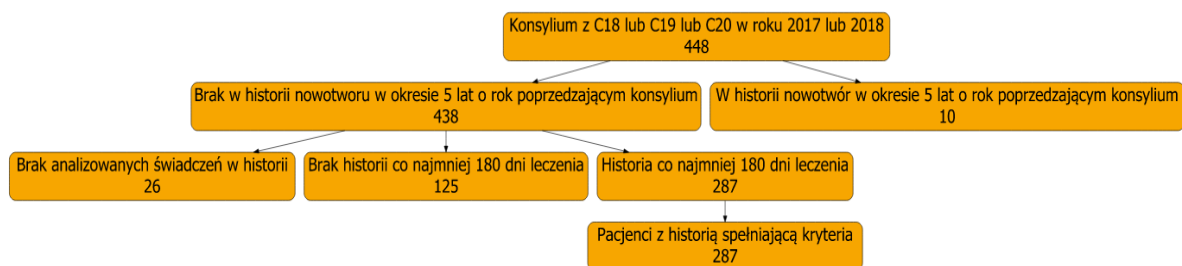 Konsylium z C18 lub C19 lub C20 w roku 2017 lub 2018
448
Brak w historii nowotworu w okresie 5 lat o rok poprzedzającym konsylium
438
W historii nowotwór w okresie 5 lat o rok poprzedzającym konsylium
10
Brak analizowanych świadczeń w historii
26
Brak historii co najmniej 180 dni leczenia
125
Historia co najmniej 180 dni leczenia
287
Pacjenci z historią spełniającą kryteria
287